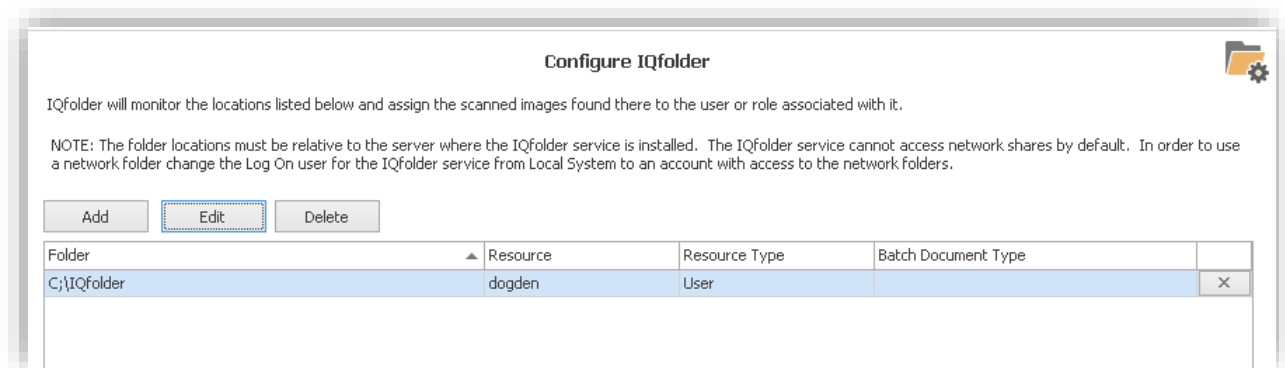 Configure IQfolder
IQfolder will monitor the locations listed below and assign the scanned images found there to the user or role associated with it.
NOTE: The folder locations must be relative to the server where the IQfolder service is installed.  The IQfolder service cannot access network shares by default.  In order to use
a network folder change the Log On user for the IQfolder service from Local System to an account with access to the network folders.
Add Edit Delete
Folder Resource Resource Type Batch Document Type
C;\IQfolder dogden User